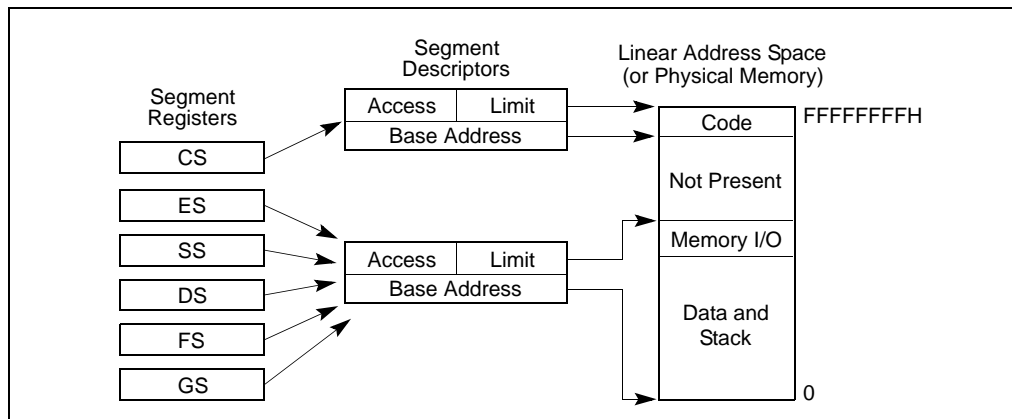 Segment
Registers
CS
ES
SS
DS
FS
GS
Segment
Descriptors
Access
Limit
Base Address
Access
Limit
Base Address
Linear Address Space
(or Physical Memory)
Code
FFFFFFFFH
Not Present
Memory I/O
Data and
Stack
0